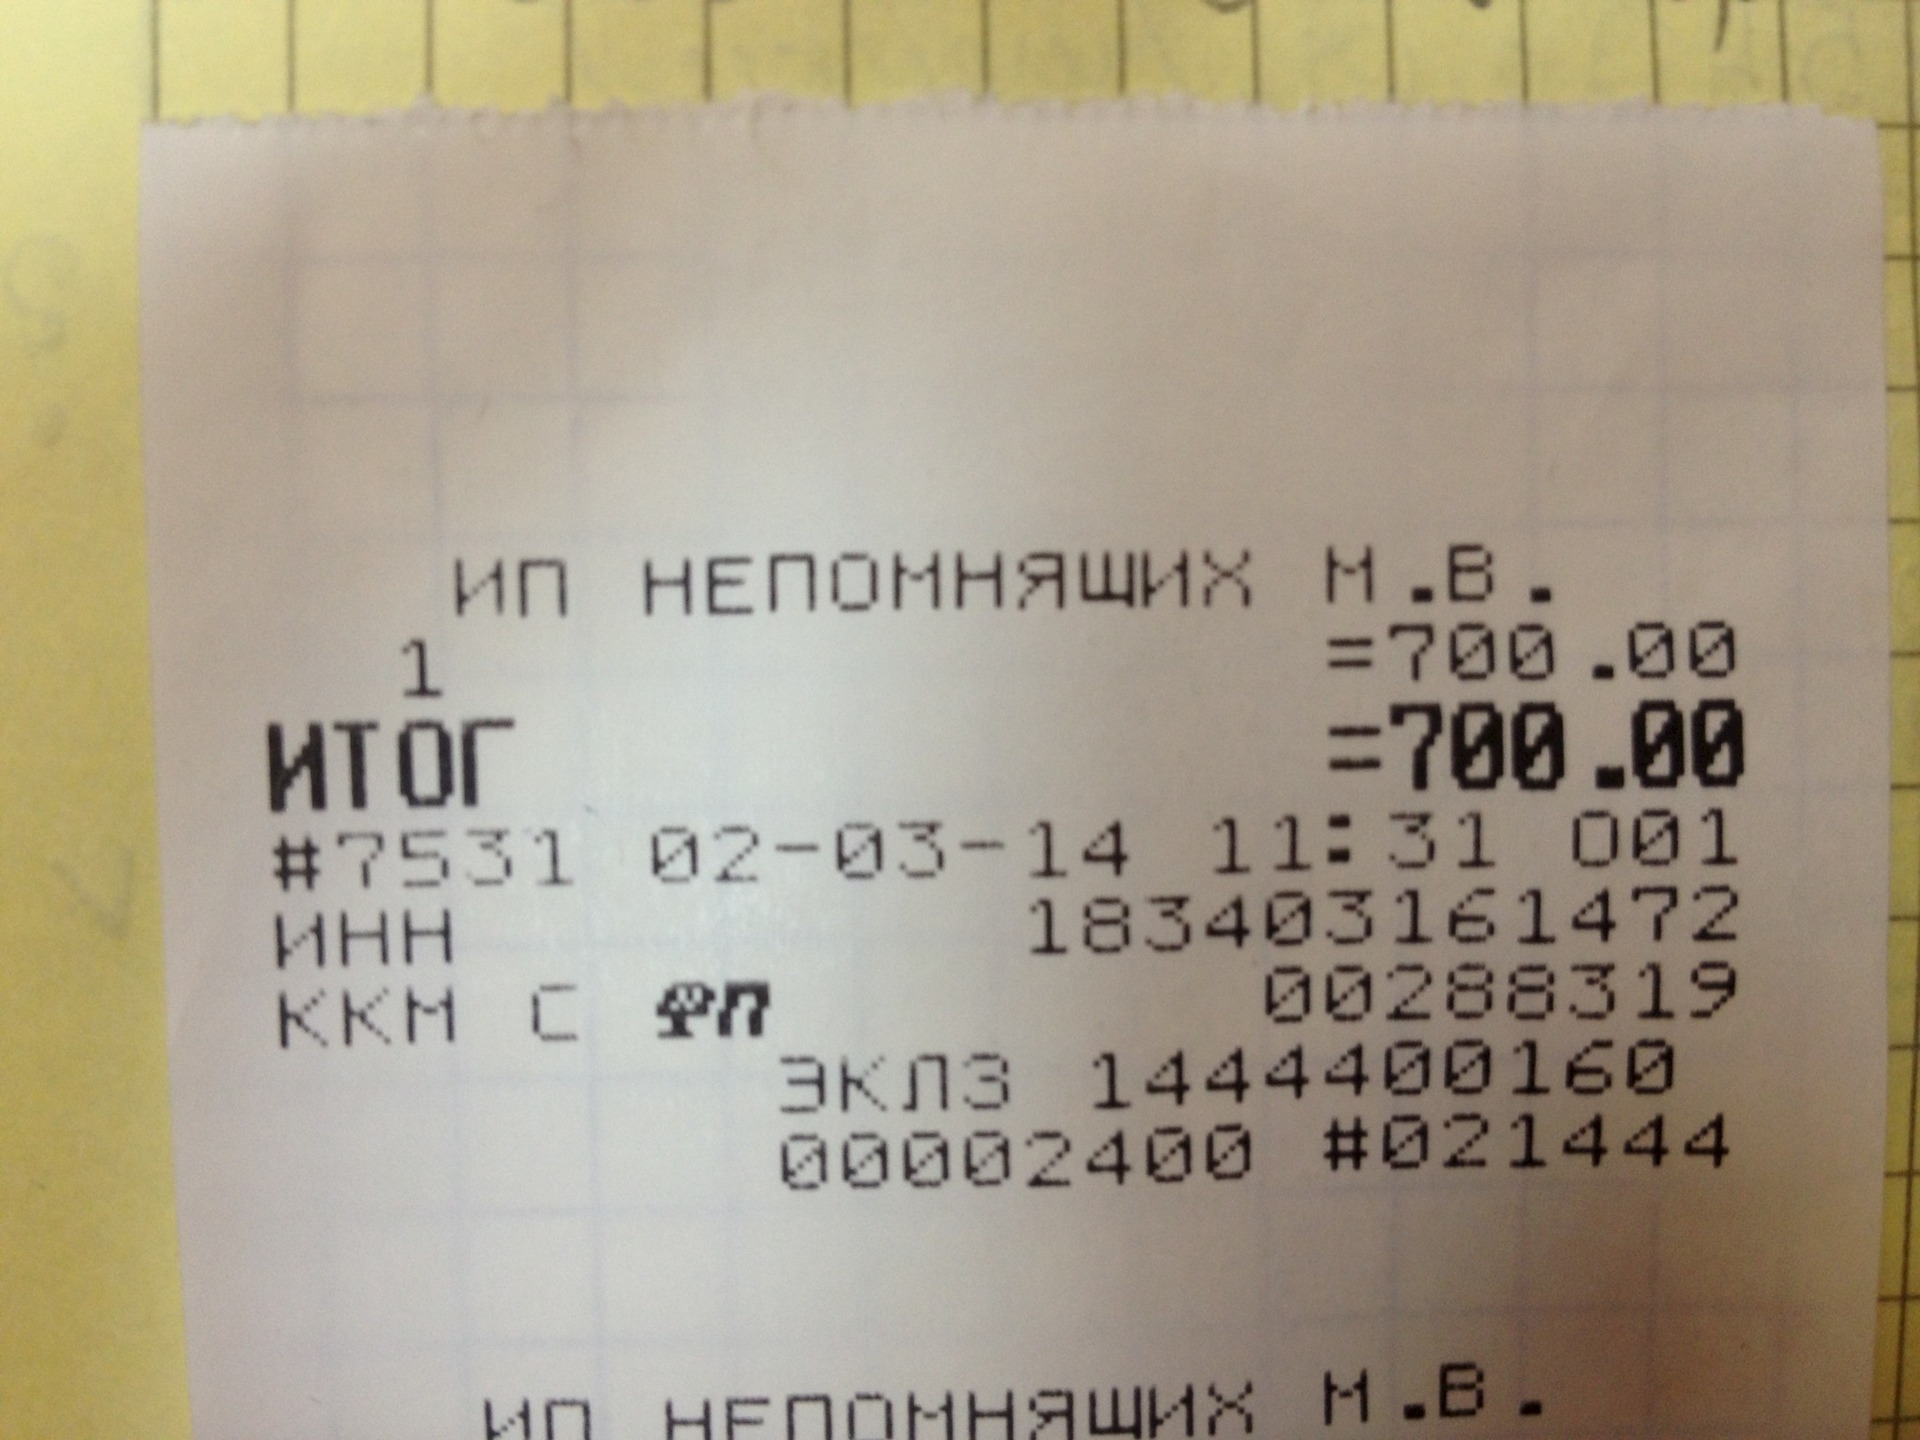 ИП НЕПОМНЯЩИХ М.В.
1 =700.00
ИТОГ =700.00
#7531 02-03-14 11:31 001
ИНН 183403161472
ККМ С ФП 00288319
ЭКЛЗ 1444400160
00002400 #021444
ИП НЕПОМНЯЩИХ М.В.